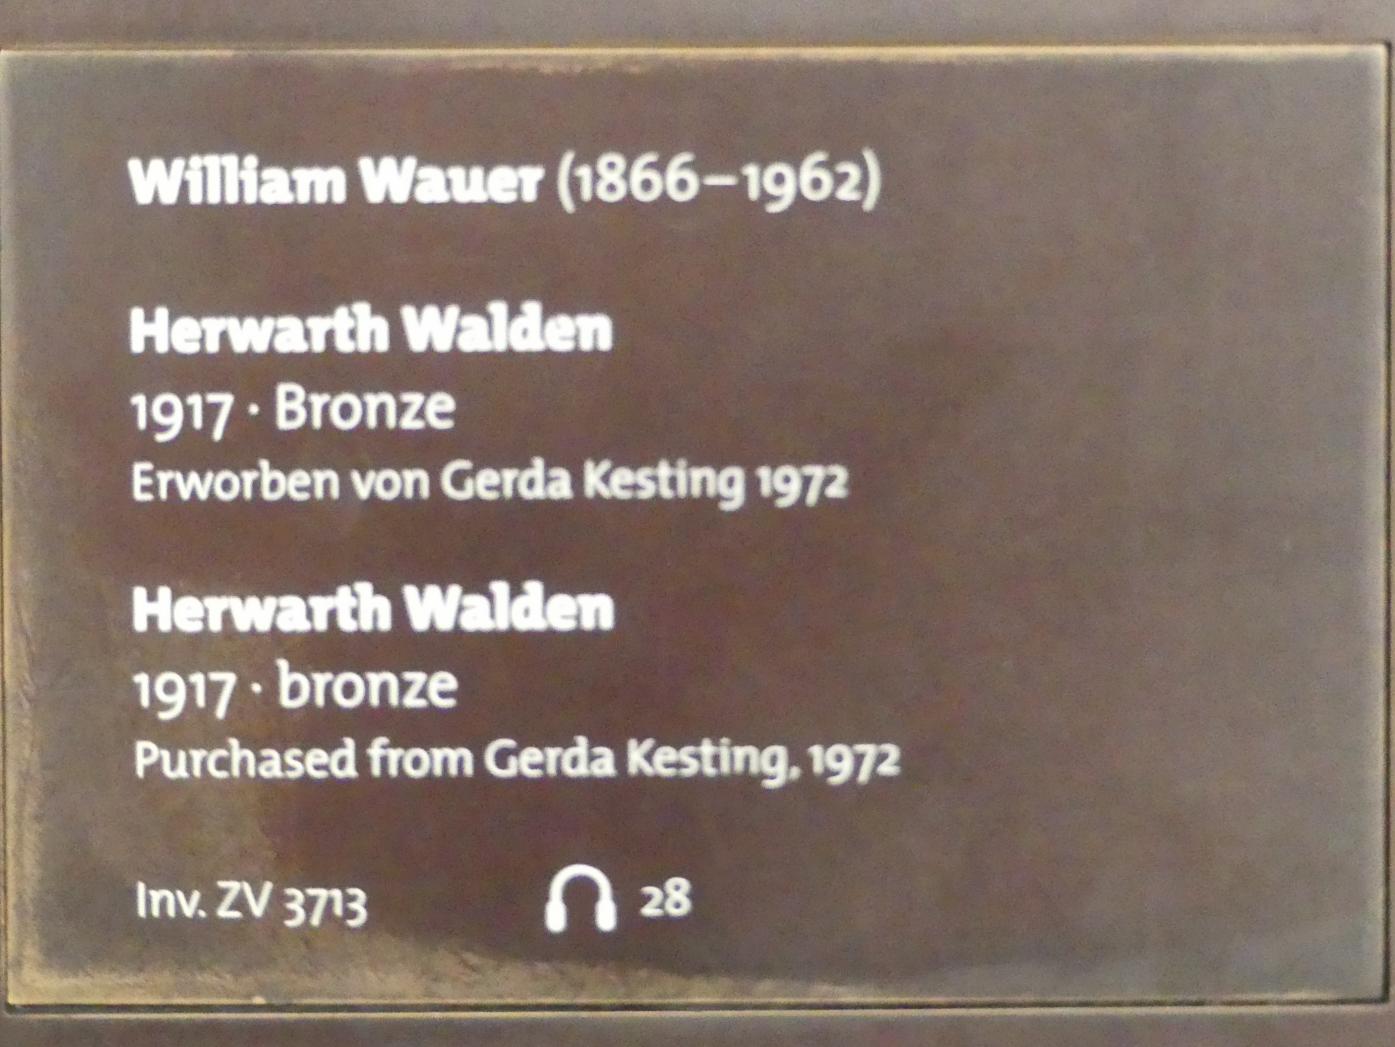 William Wauer (1866–1962)
Herwarth Walden
1917 · Bronze
Erworben von Gerda Kesting 1972
Herwarth Walden
1917 · bronze
Purchased from Gerda Kesting, 1972
Inv. ZV 3713 28